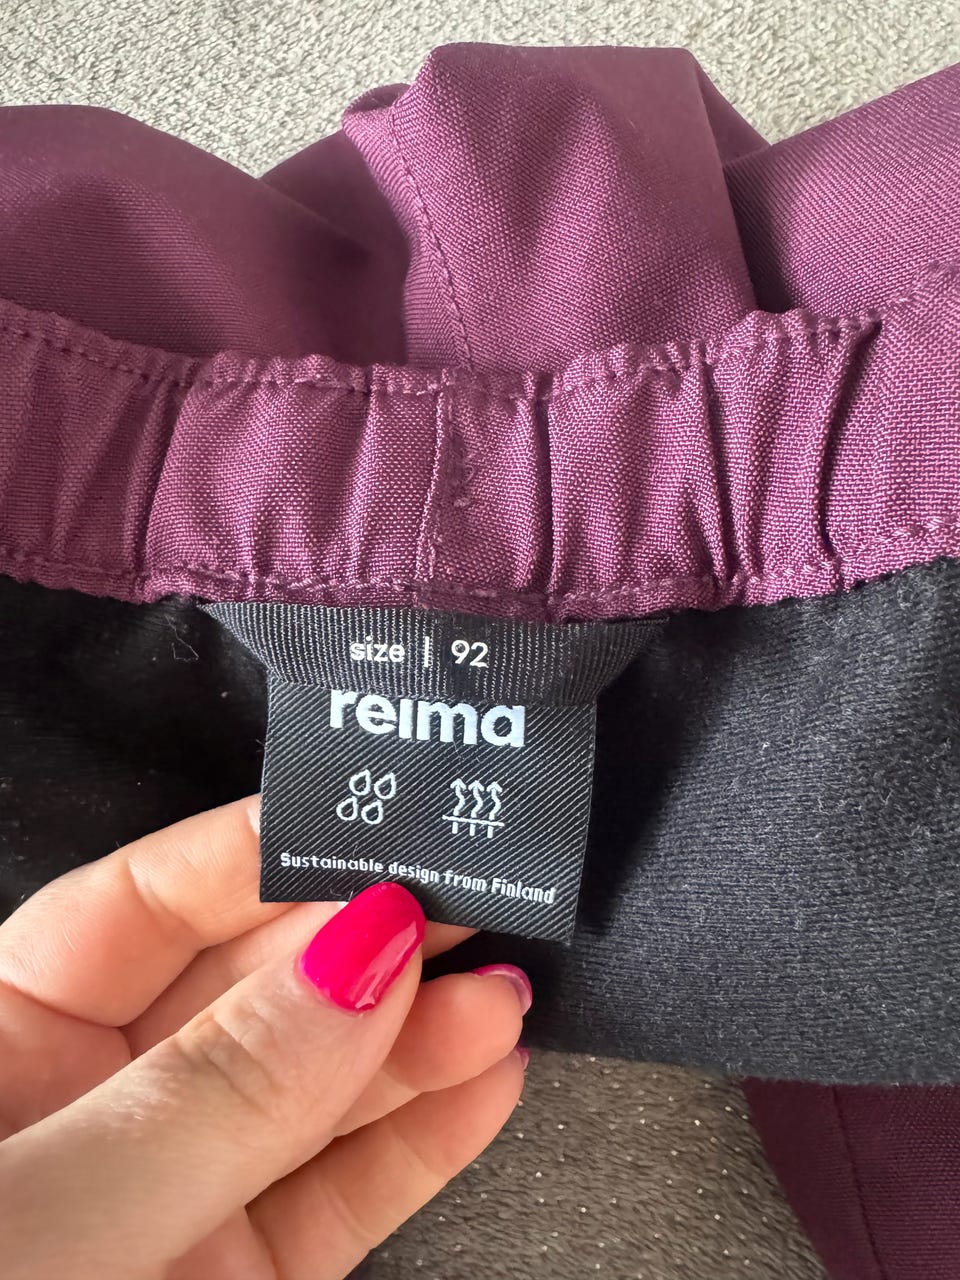 size | 92
reima
Sustainable design from Finland